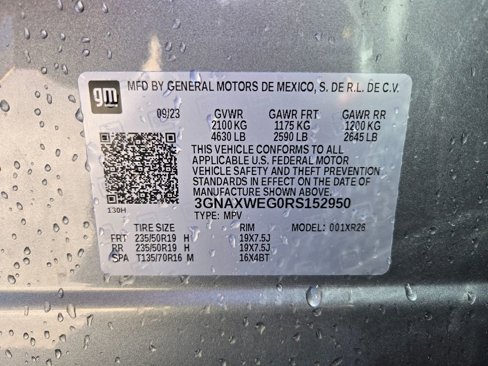 gm
MFD BY GENERAL MOTORS DE MEXICO, S. DE R.L. DE C.V.
09/23 GVWR GAWR FRT GAWR RR
2100 KG 1175 KG 1200 KG
4630 LB 2590 LB 2645 LB
THIS VEHICLE CONFORMS TO ALL
APPLICABLE U.S. FEDERAL MOTOR
VEHICLE SAFETY AND THEFT PREVENTION
STANDARDS IN EFFECT ON THE DATE OF
MANUFACTURE SHOWN ABOVE.
130H 3GNAXWEG0RS152950
TYPE: MPV
TIRE SIZE RIM MODEL: 001XR26
FRT 235/50R19 H 19X7.5J
RR 235/50R19 H 19X7.5J
SPA T135/70R16 M 16X4BT